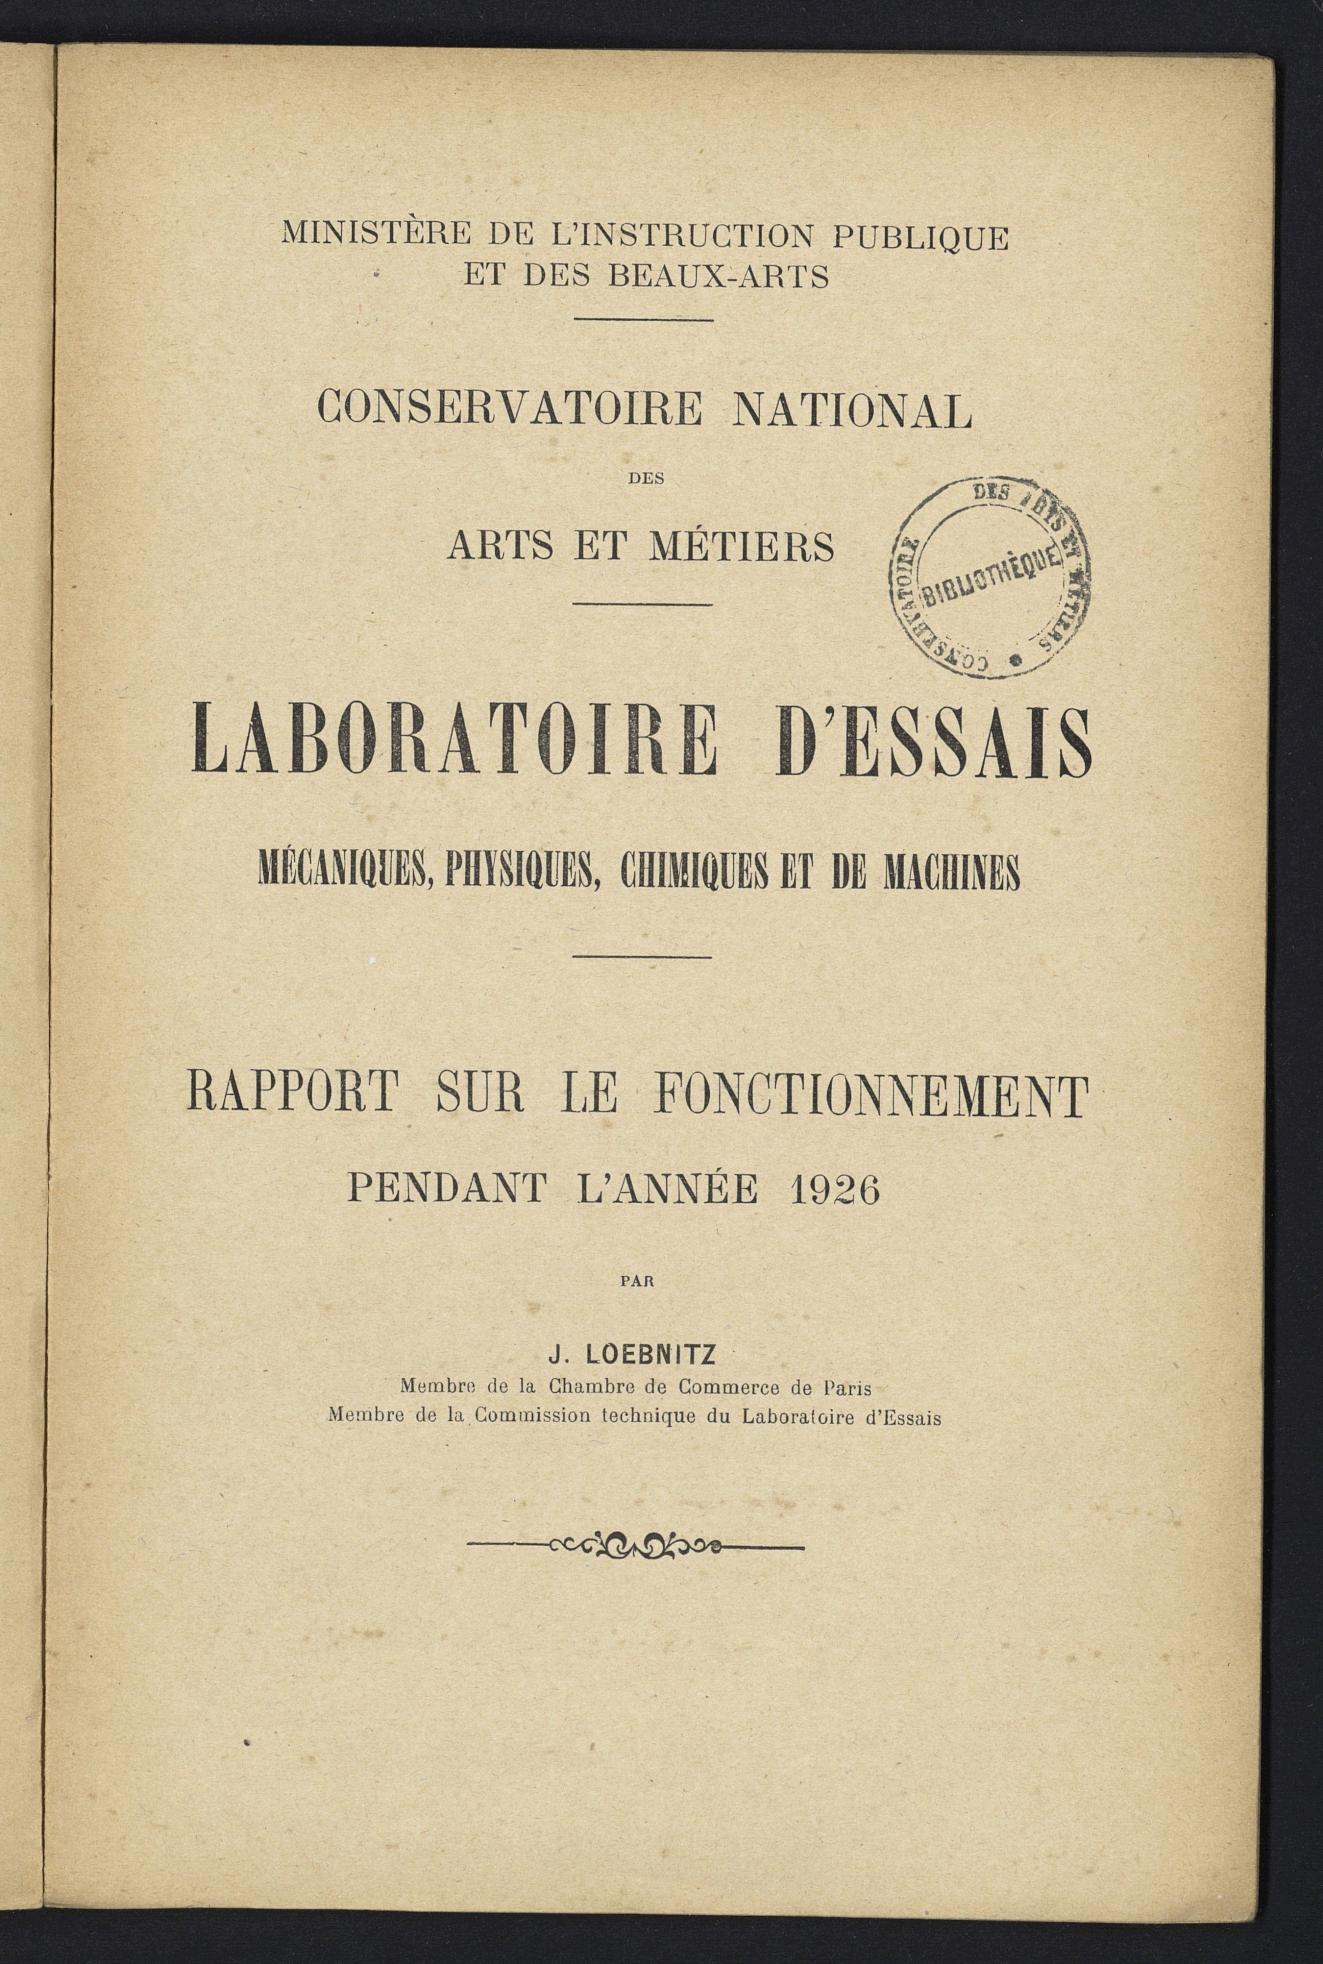 MINISTÈRE DE L'INSTRUCTION PUBLIQUE
ET DES BEAUX-ARTS
CONSERVATOIRE NATIONAL
DES
ARTS ET MÉTIERS
CONSERVATOIRE DES ARTS ET MÉTIERS
BIBLIOTHÈQUE
LABORATOIRE D'ESSAIS
MÉCANIQUES, PHYSIQUES, CHIMIQUES ET DE MACHINES
RAPPORT SUR LE FONCTIONNEMENT
PENDANT L'ANNÉE 1926
PAR
J. LOEBNITZ
Membre de la Chambre de Commerce de Paris
Membre de la Commission technique du Laboratoire d'Essais